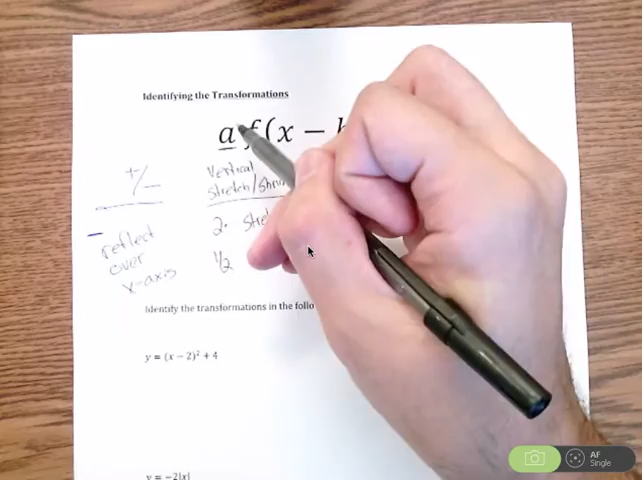 Identifying the Transformations
a f(x −
+/−
Vertical
Stretch/Shrin
−
reflect
over
x-axis
2. Stre
1/2
Identify the transformations in the follo
y = (x − 2)² + 4
y = −2|x|
AF
Single